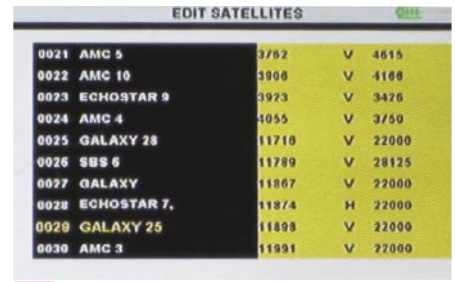 EDIT SATELLITES
0021 AMC 5 3762 V 4615
0022 AMC 10 3906 V 4166
0023 ECHOSTAR 9 3923 V 3426
0024 AMC 4 4055 V 3750
0025 GALAXY 28 11716 V 22000
0026 SBS 6 11789 V 28125
0027 GALAXY 11867 V 22000
0028 ECHOSTAR 7, 11874 H 22000
0029 GALAXY 25 11898 V 22000
0030 AMC 3 11991 V 22000